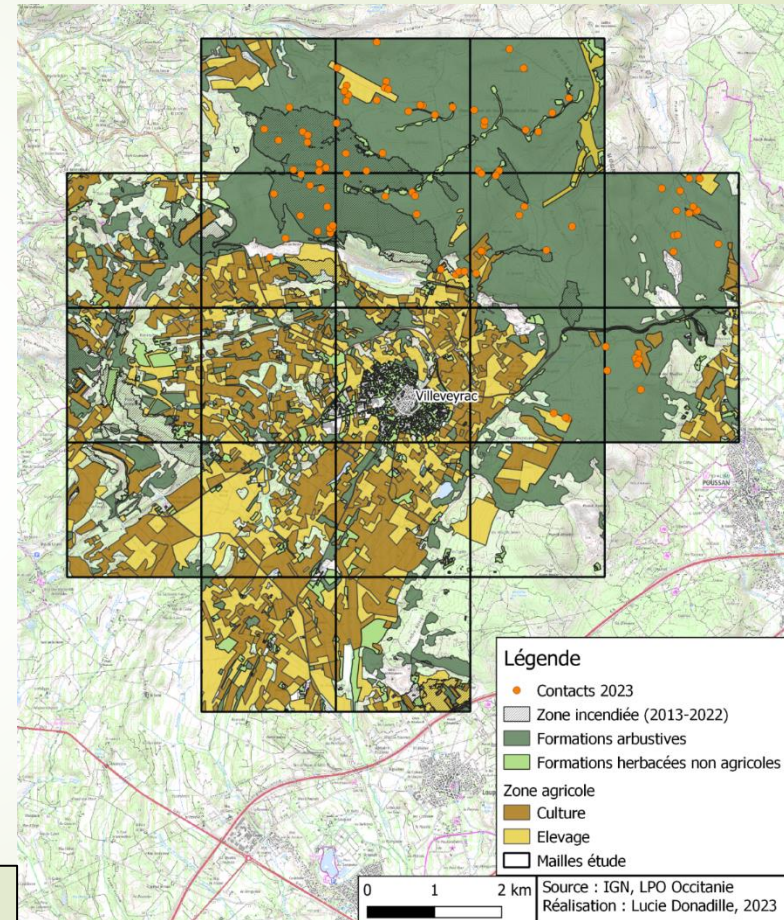 Villeveyrac
POUSSAN
Légende
Contacts 2023
Zone incendiée (2013-2022)
Formations arbustives
Formations herbacées non agricoles
Zone agricole
Culture
Elevage
Mailles étude
0 1 2 km
Source : IGN, LPO Occitanie
Réalisation : Lucie Donadille, 2023